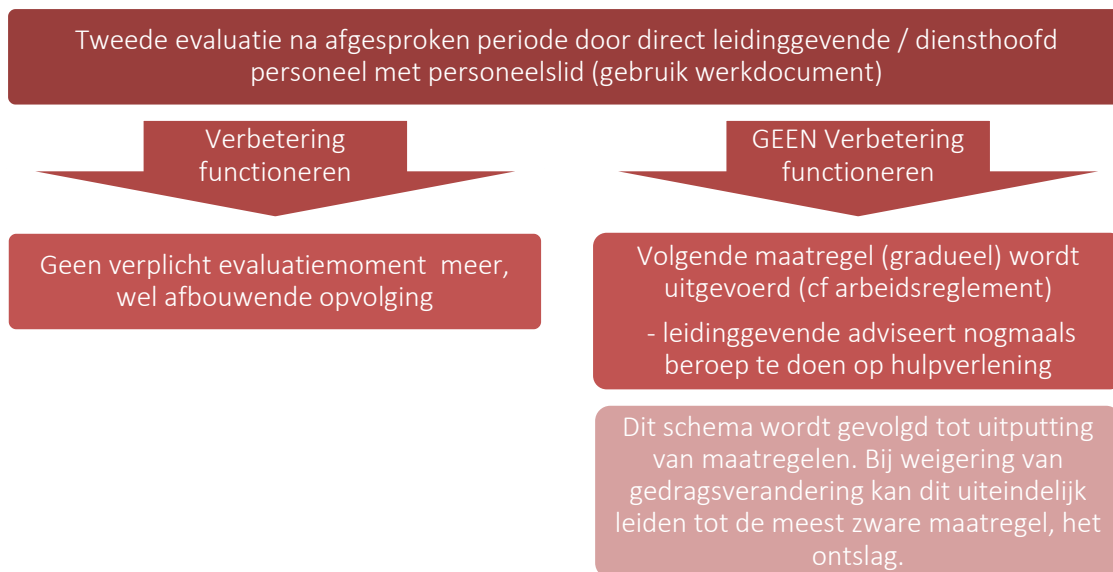 Tweede evaluatie na afgesproken periode door direct leidinggevende / diensthoofd
personeel met personeelslid (gebruik werkdocument)
Verbetering
functioneren
GEEN Verbetering
functioneren
Geen verplicht evaluatiemoment meer,
wel afbouwende opvolging
Volgende maatregel (gradueel) wordt
uitgevoerd (cf arbeidsreglement)
- leidinggevende adviseert nogmaals
beroep te doen op hulpverlening
Dit schema wordt gevolgd tot uitputting
van maatregelen. Bij weigering van
gedragsverandering kan dit uiteindelijk
leiden tot de meest zware maatregel, het
ontslag.